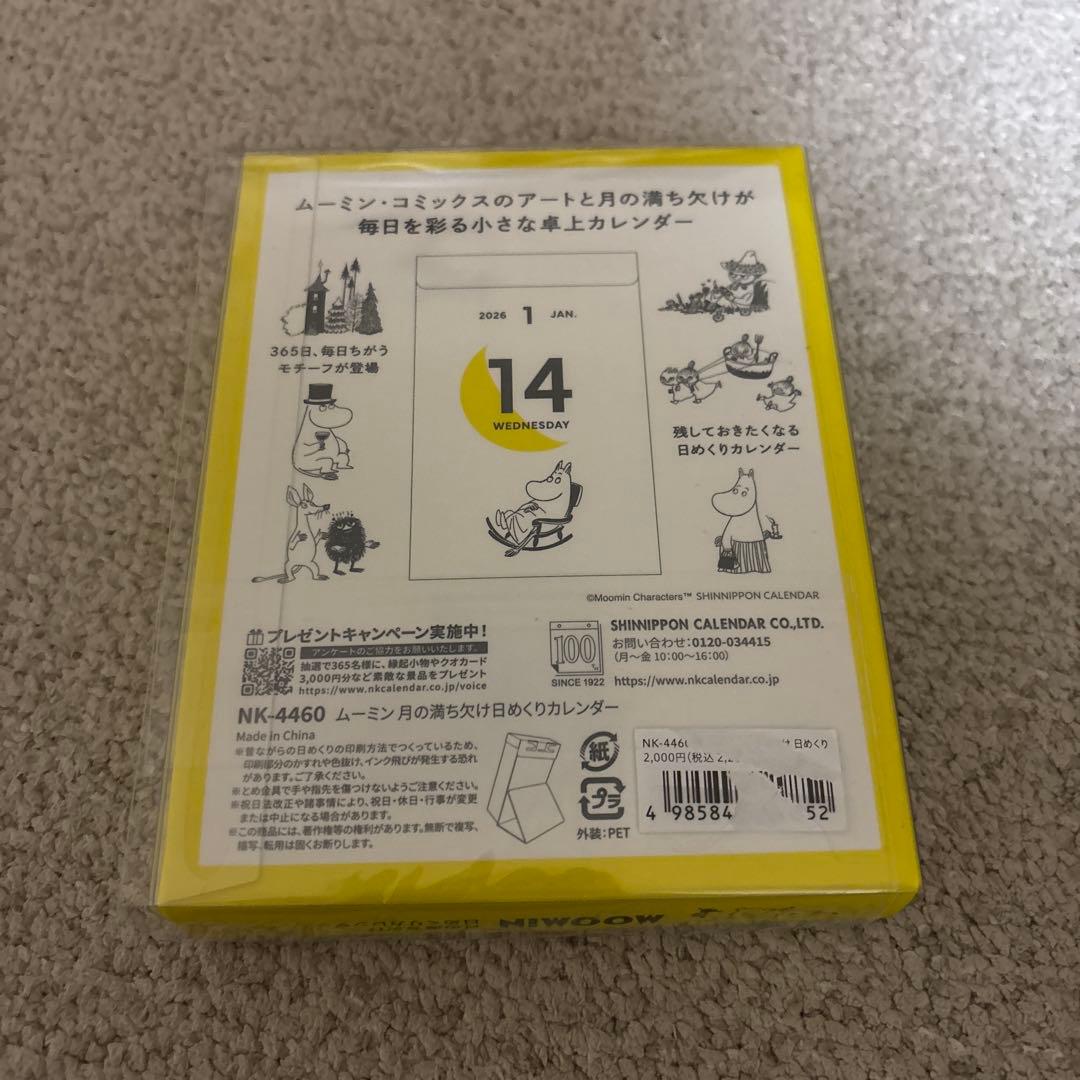 ムーミン・コミックスのアートと月の満ち欠けが
毎日を彩る小さな卓上カレンダー
365日、毎日ちがう
モチーフが登場
2026 1 JAN.
14
WEDNESDAY
残しておきたくなる
日めくりカレンダー
©Moomin Characters™ SHINNIPPON CALENDAR
プレゼントキャンペーン実施中!
アンケートのご協力をお願いいたします。
抽選で365名様に、縁起小物やクオカード
3,000円分など素敵な景品をプレゼント
https://www.nkcalendar.co.jp/voice
100TH
SINCE 1922
SHINNIPPON CALENDAR CO.,LTD.
お問い合わせ:0120-034415
(月〜金 10:00〜16:00)
https://www.nkcalendar.co.jp
NK-4460 ムーミン 月の満ち欠け日めくりカレンダー
Made in China
※昔ながらの日めくりの印刷方法でつくっているため、
印刷部分のかすれや色抜け、インク飛びが発生する恐れ
があります。ご了承ください。
※とめ金具で手や指先を傷つけないようご注意ください。
※祝日法改正や諸事情により、祝日・休日・行事が変更
または中止になる場合があります。
※この商品には、著作権等の権利があります。無断で複写、
描写、転用は固くお断りします。
紙
プラ
外装:PET
NK-446 日めくり
2,000円(税込 2,2
4 98584 52
MOOMIN